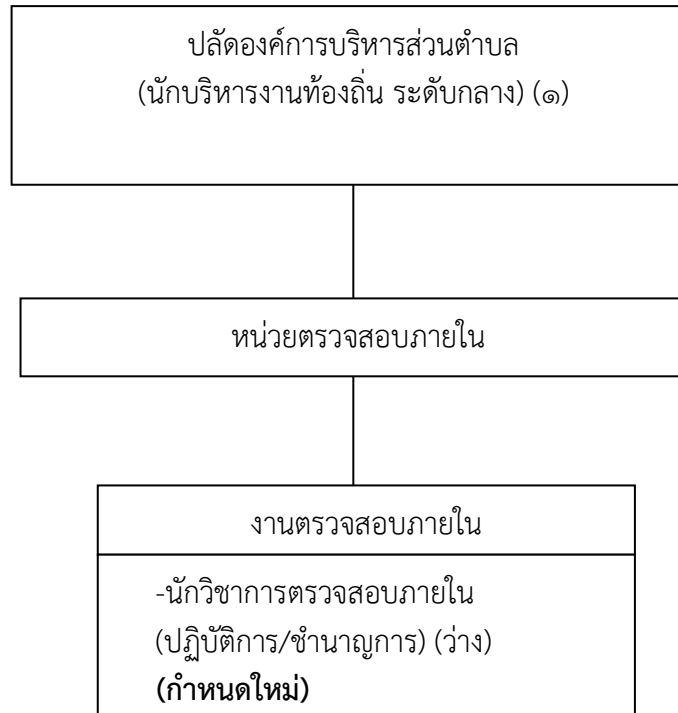 ปลัดองค์การบริหารส่วนตำบล
(นักบริหารงานท้องถิ่น ระดับกลาง) (๑)
หน่วยตรวจสอบภายใน
งานตรวจสอบภายใน
-นักวิชาการตรวจสอบภายใน
(ปฏิบัติการ/ชำนาญการ) (ว่าง)
(กำหนดใหม่)